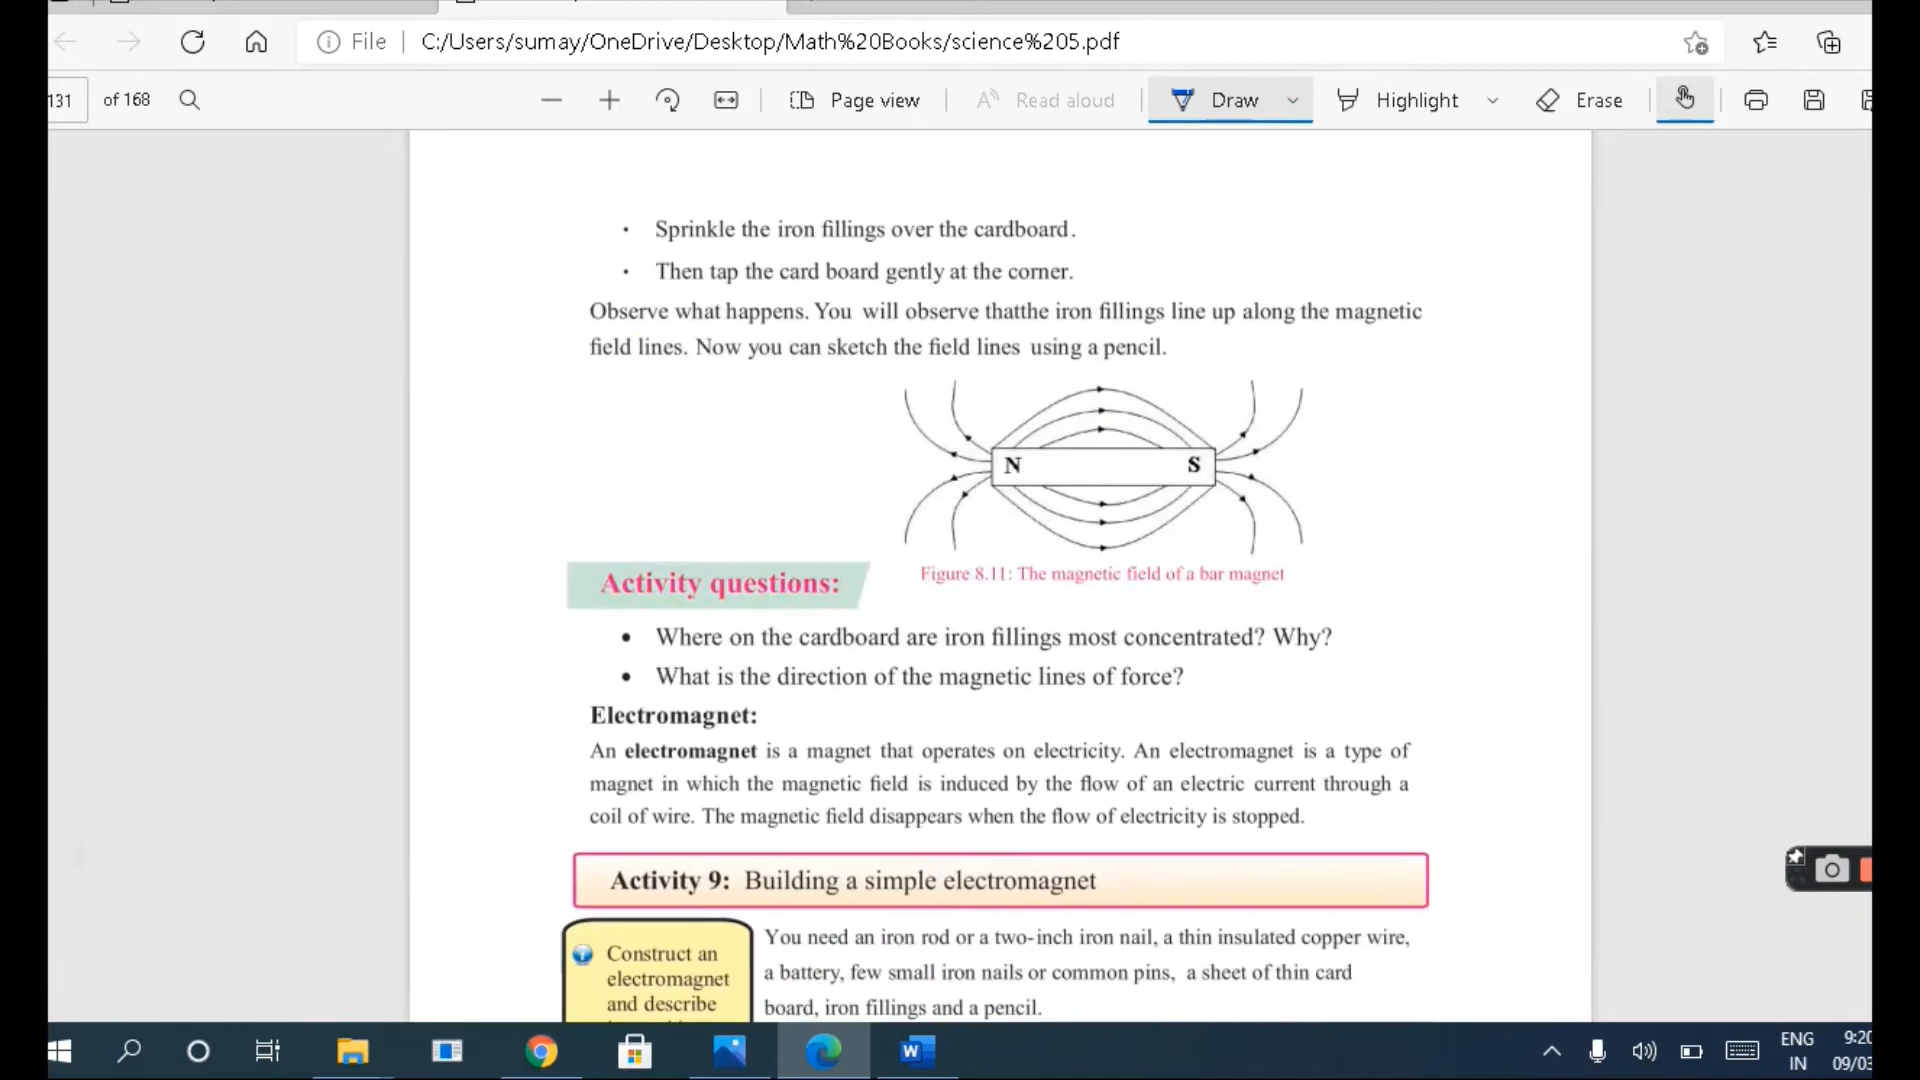 File
C:/Users/sumay/OneDrive/Desktop/Math%20Books/science%205.pdf
131 of 168
Page view
Read aloud
Draw
Highlight
Erase
· Sprinkle the iron fillings over the cardboard.
· Then tap the card board gently at the corner.
Observe what happens. You will observe thatthe iron fillings line up along the magnetic
field lines. Now you can sketch the field lines using a pencil.
N S
Figure 8.11: The magnetic field of a bar magnet
Activity questions:
• Where on the cardboard are iron fillings most concentrated? Why?
• What is the direction of the magnetic lines of force?
Electromagnet:
An electromagnet is a magnet that operates on electricity. An electromagnet is a type of
magnet in which the magnetic field is induced by the flow of an electric current through a
coil of wire. The magnetic field disappears when the flow of electricity is stopped.
Activity 9: Building a simple electromagnet
Construct an
electromagnet
and describe
You need an iron rod or a two-inch iron nail, a thin insulated copper wire,
a battery, few small iron nails or common pins, a sheet of thin card
board, iron fillings and a pencil.
W
ENG
IN
9:20
09/03